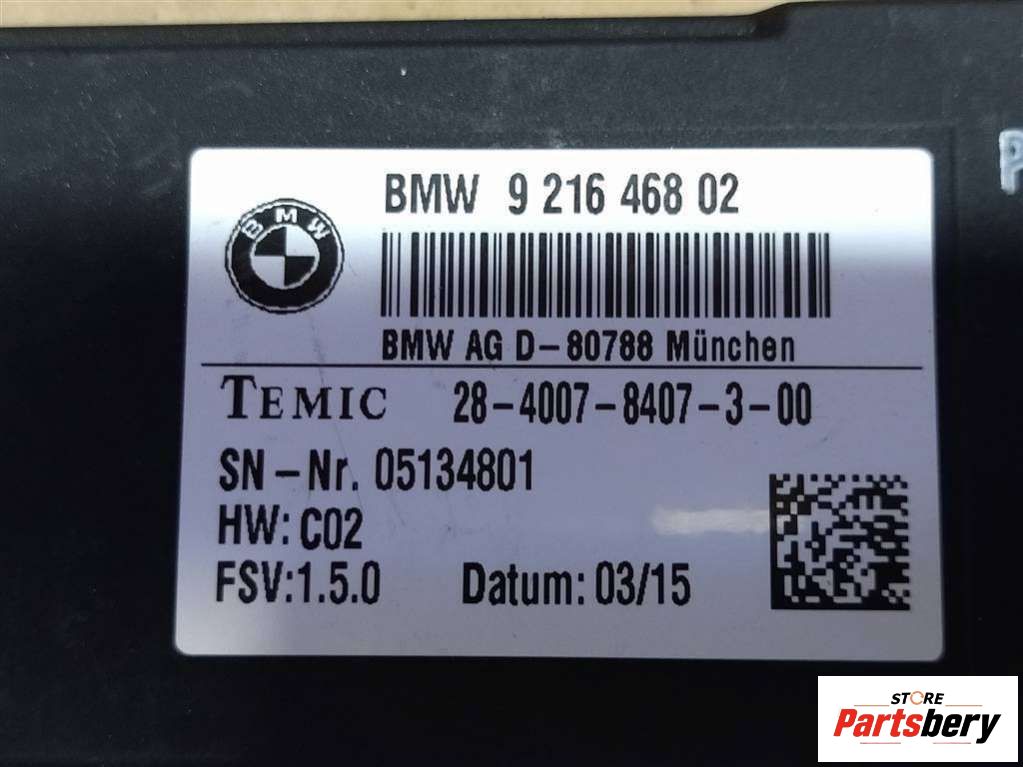 BMW 9 216 468 02
BMW
BMW AG D-80788 München
TEMIC 28-4007-8407-3-00
SN-Nr. 05134801
HW: C02
FSV:1.5.0 Datum: 03/15
P
STORE
Partsbery